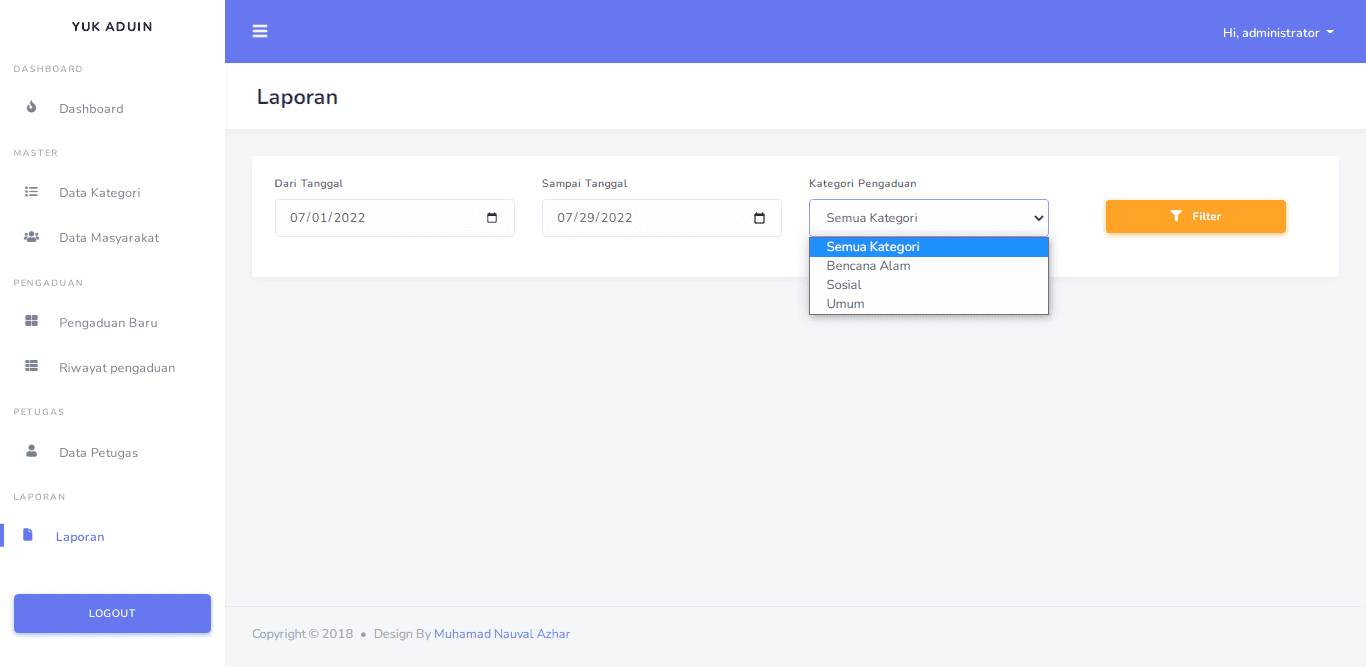 YUK ADUIN
DASHBOARD
Dashboard
MASTER
Data Kategori
Data Masyarakat
PENGADUAN
Pengaduan Baru
Riwayat pengaduan
PETUGAS
Data Petugas
LAPORAN
Laporan
LOGOUT
Hi, administrator
Laporan
Dari Tanggal
07/01/2022
Sampai Tanggal
07/29/2022
Kategori Pengaduan
Semua Kategori
Semua Kategori
Bencana Alam
Sosial
Umum
Filter
Copyright © 2018 • Design By Muhamad Nauval Azhar